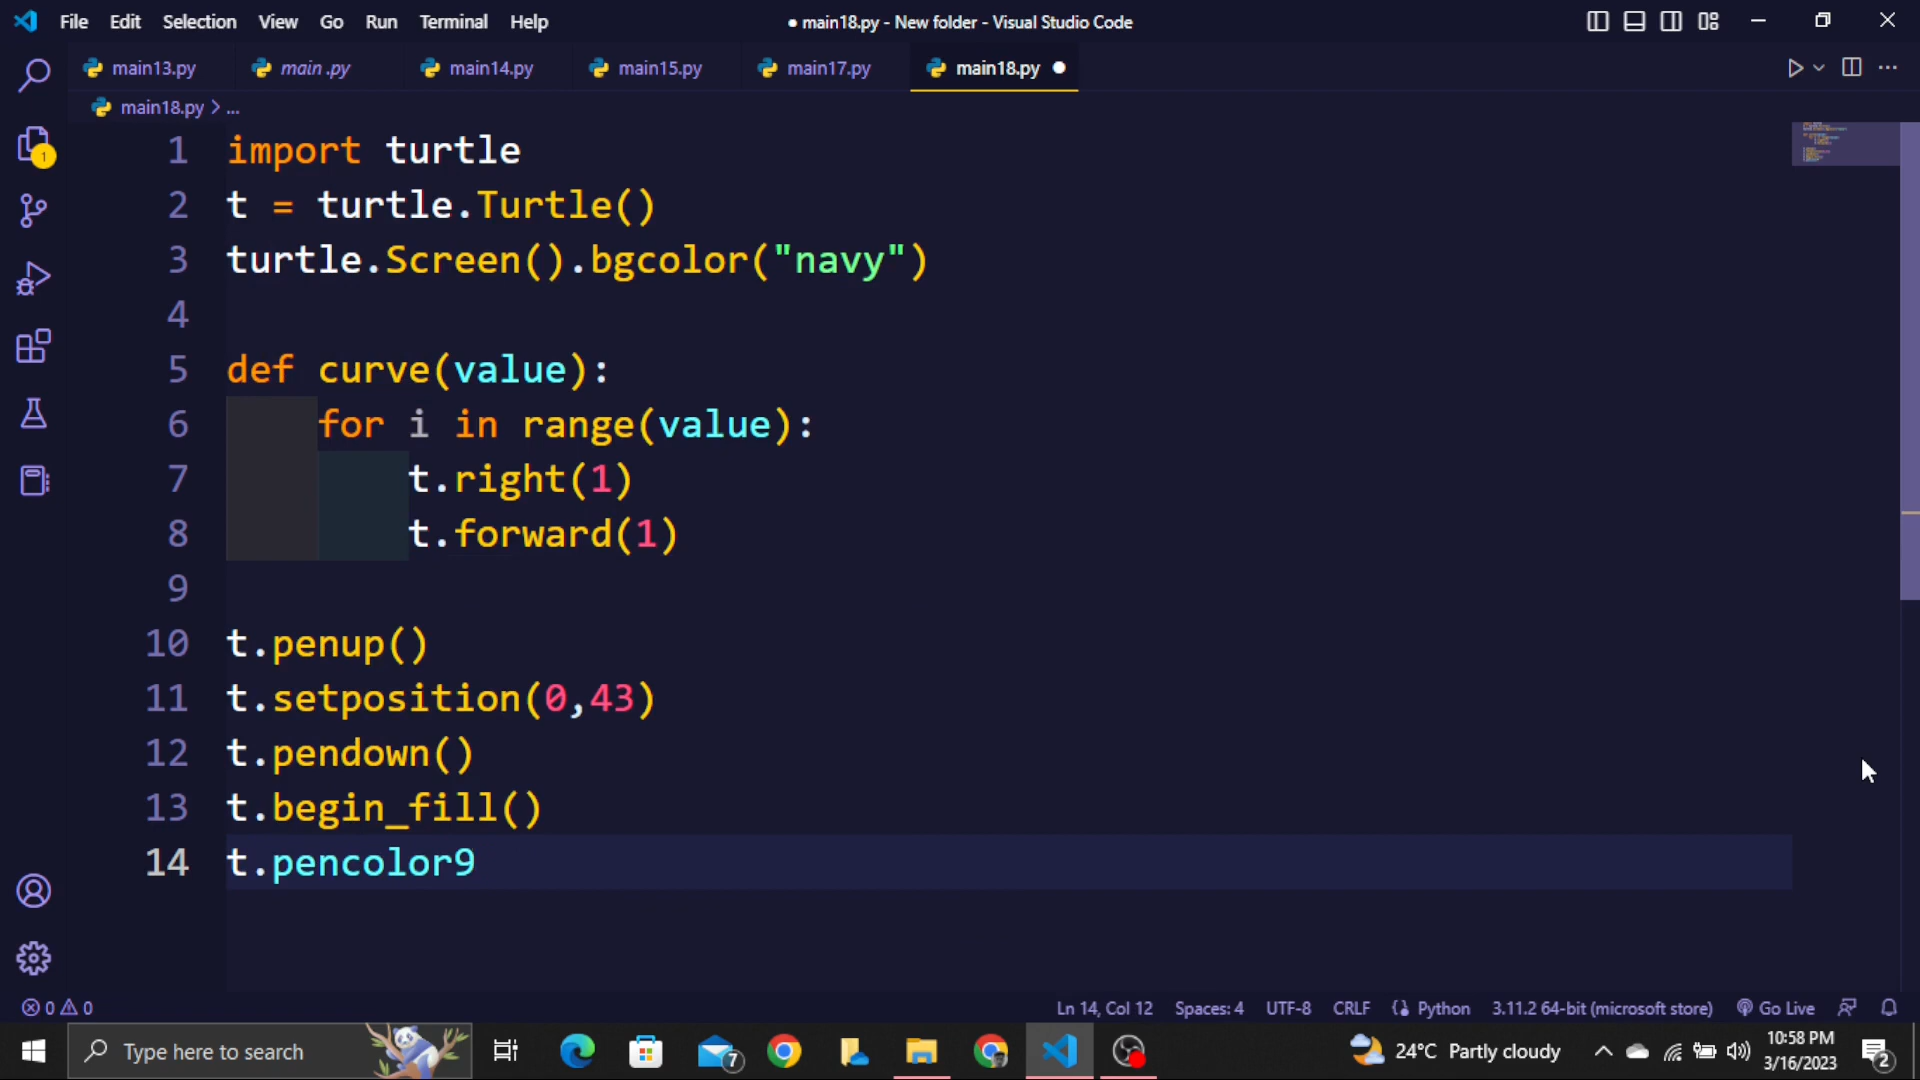 File Edit Selection View Go Run Terminal Help
● main18.py - New folder - Visual Studio Code
main13.py main .py main14.py main15.py main17.py main18.py
main18.py > ...
1 import turtle
2 t = turtle.Turtle()
3 turtle.Screen().bgcolor("navy")
4
5 def curve(value):
6 for i in range(value):
7 t.right(1)
8 t.forward(1)
9
10 t.penup()
11 t.setposition(0,43)
12 t.pendown()
13 t.begin_fill()
14 t.pencolor9
1
0 0 Ln 14, Col 12 Spaces: 4 UTF-8 CRLF Python 3.11.2 64-bit (microsoft store) Go Live
Type here to search
7
24°C Partly cloudy
10:58 PM
3/16/2023
2